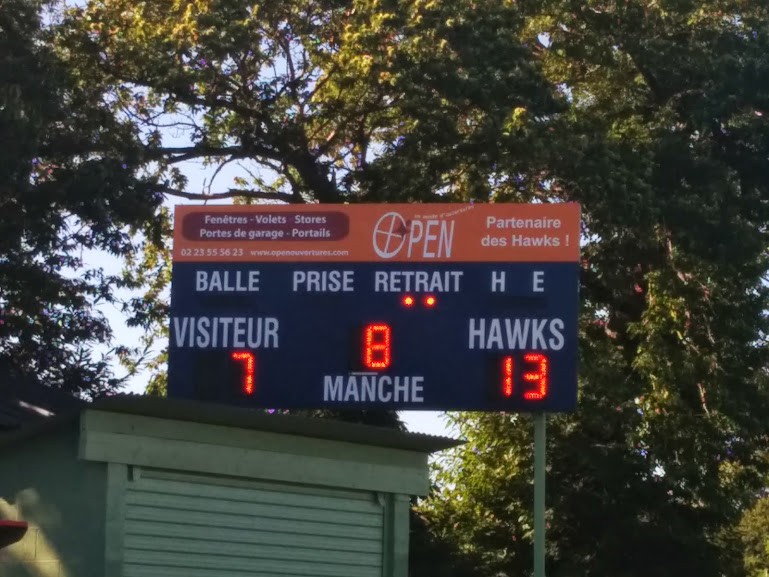 Fenêtres - Volets - Stores
Portes de garage - Portails
02 23 55 56 23 www.openouvertures.com
OPEN
Partenaire
des Hawks !
BALLE PRISE RETRAIT H E
VISITEUR HAWKS
7 8 13
MANCHE